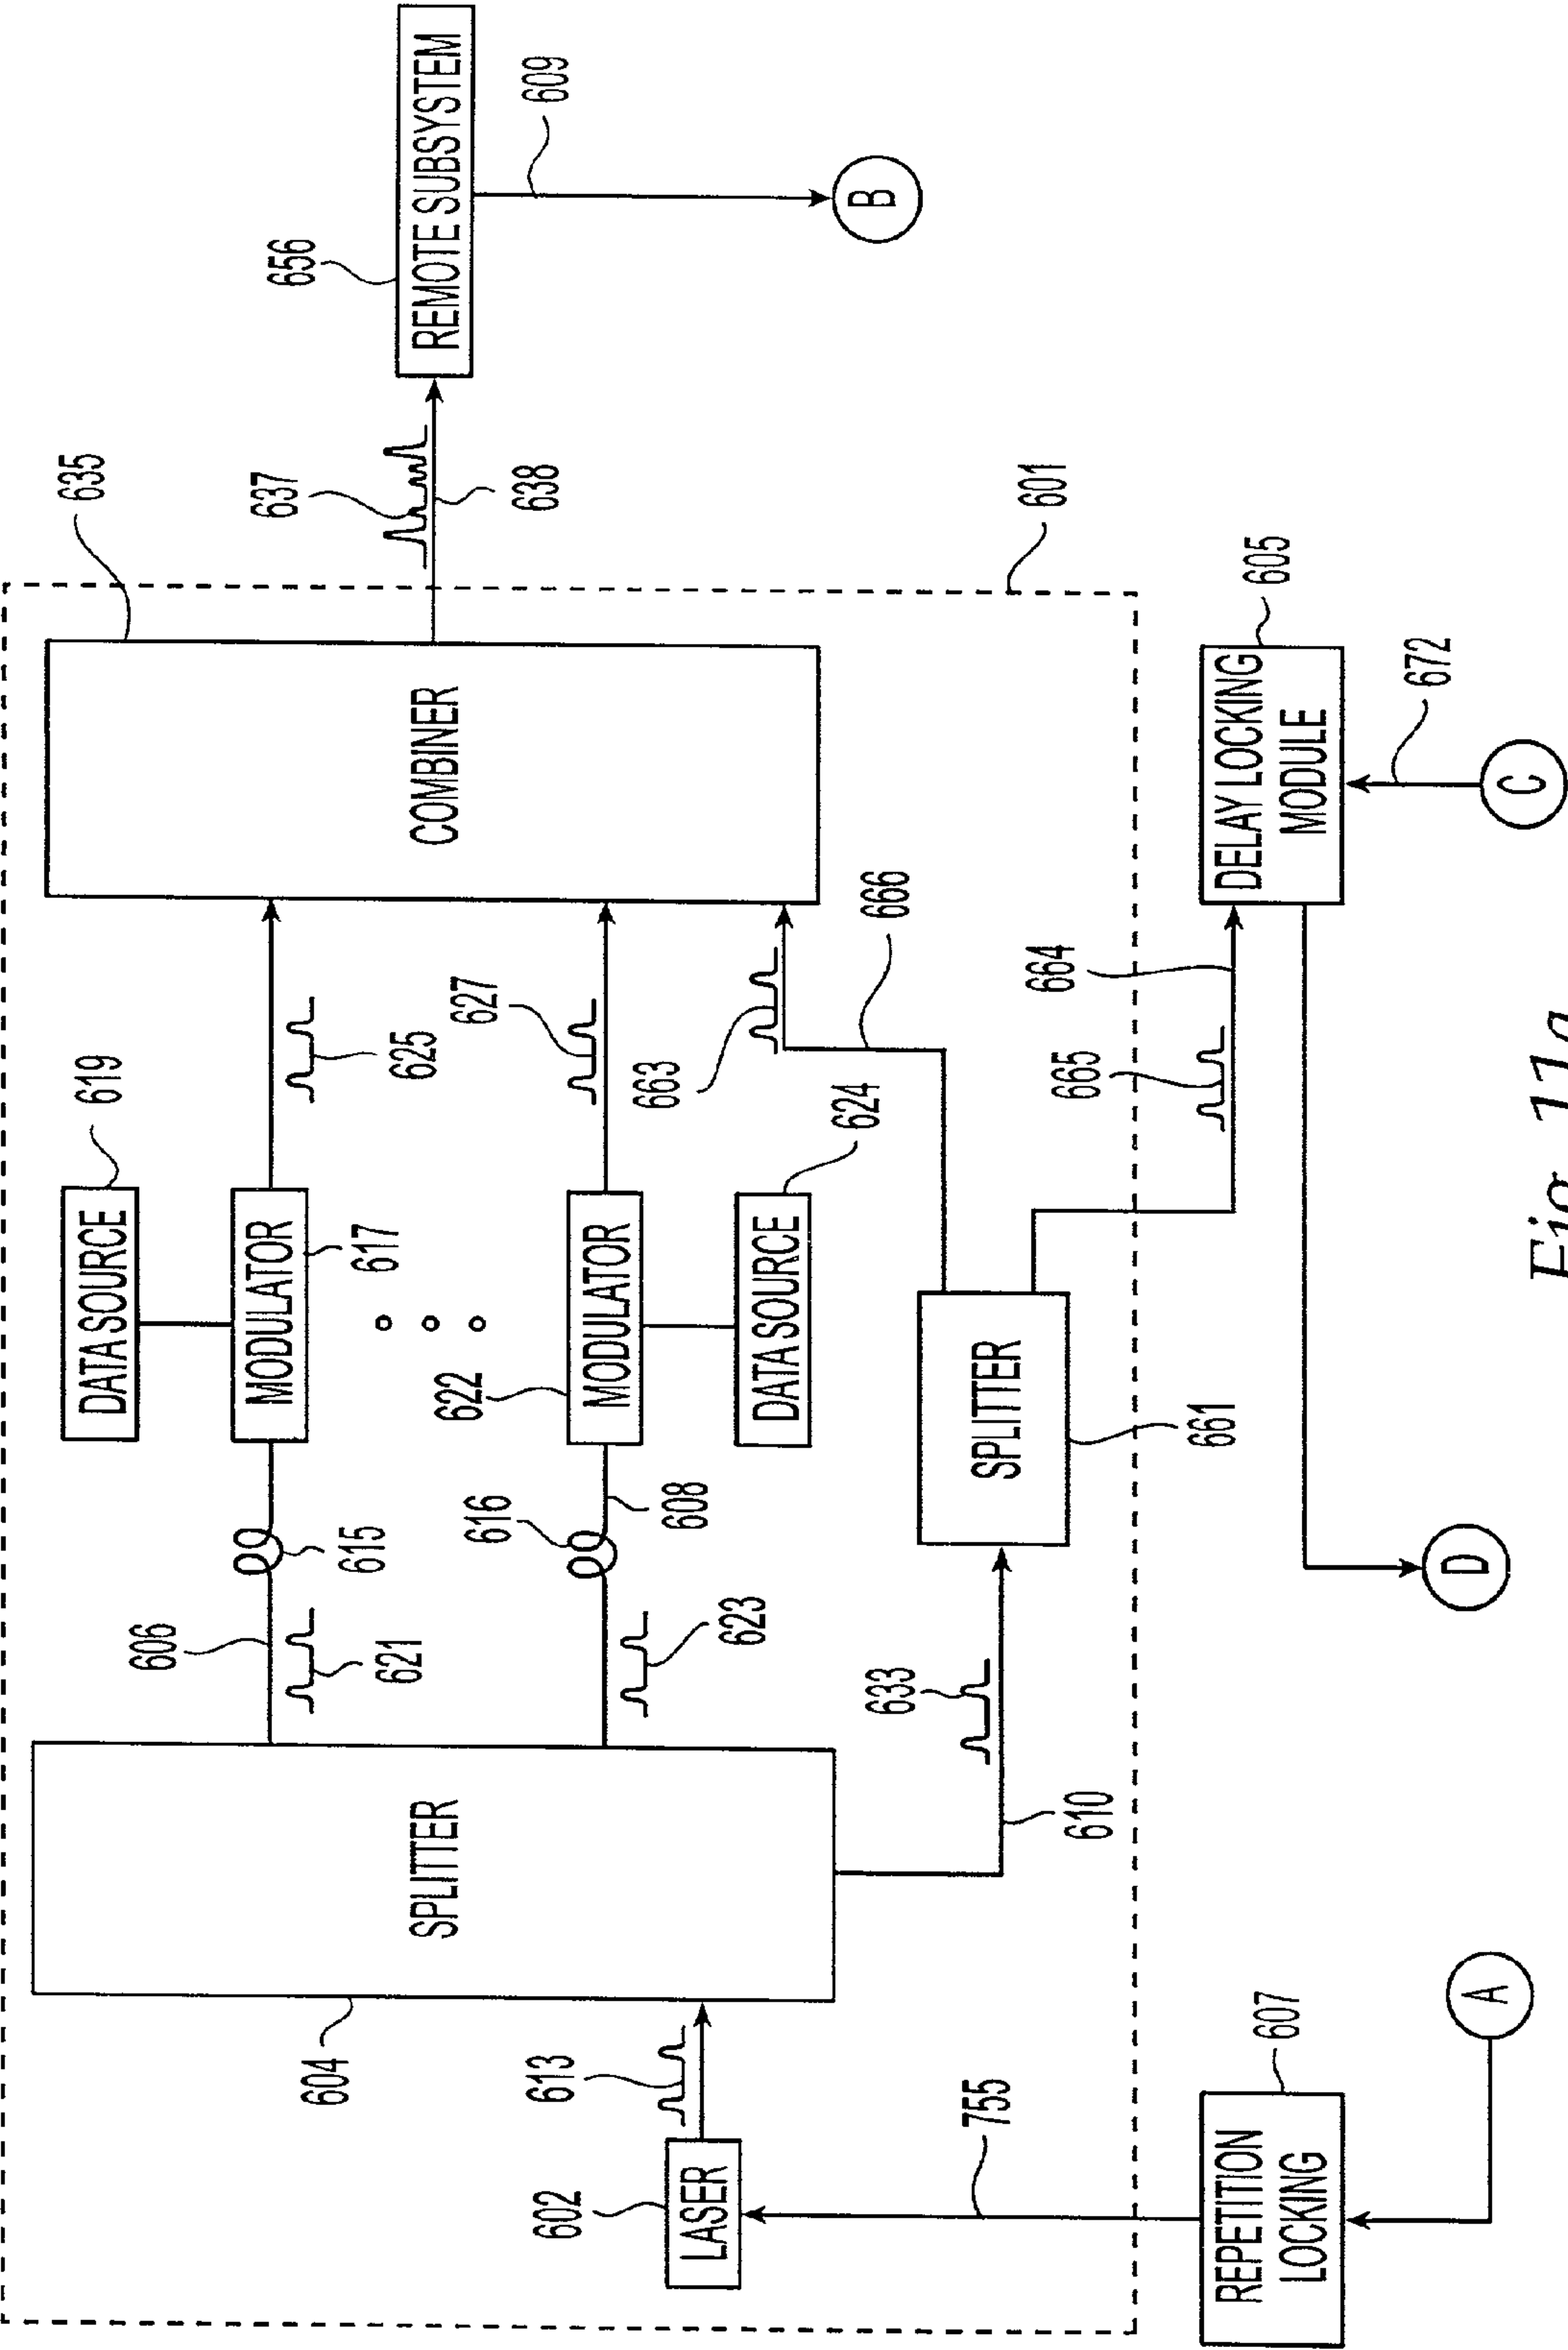 DATA SOURCE
619
606
621
615
MODULATOR
617
625
635
COMBINER
637
638
656
REMOTE SUBSYSTEM
609
B
604
SPLITTER
623
616
608
622
MODULATOR
627
DATA SOURCE
624
663
666
601
602
LASER
613
633
610
SPLITTER
661
665
664
755
605
DELAY LOCKING
MODULE
672
C
607
REPETITION
LOCKING
A
D
Fig. 11a